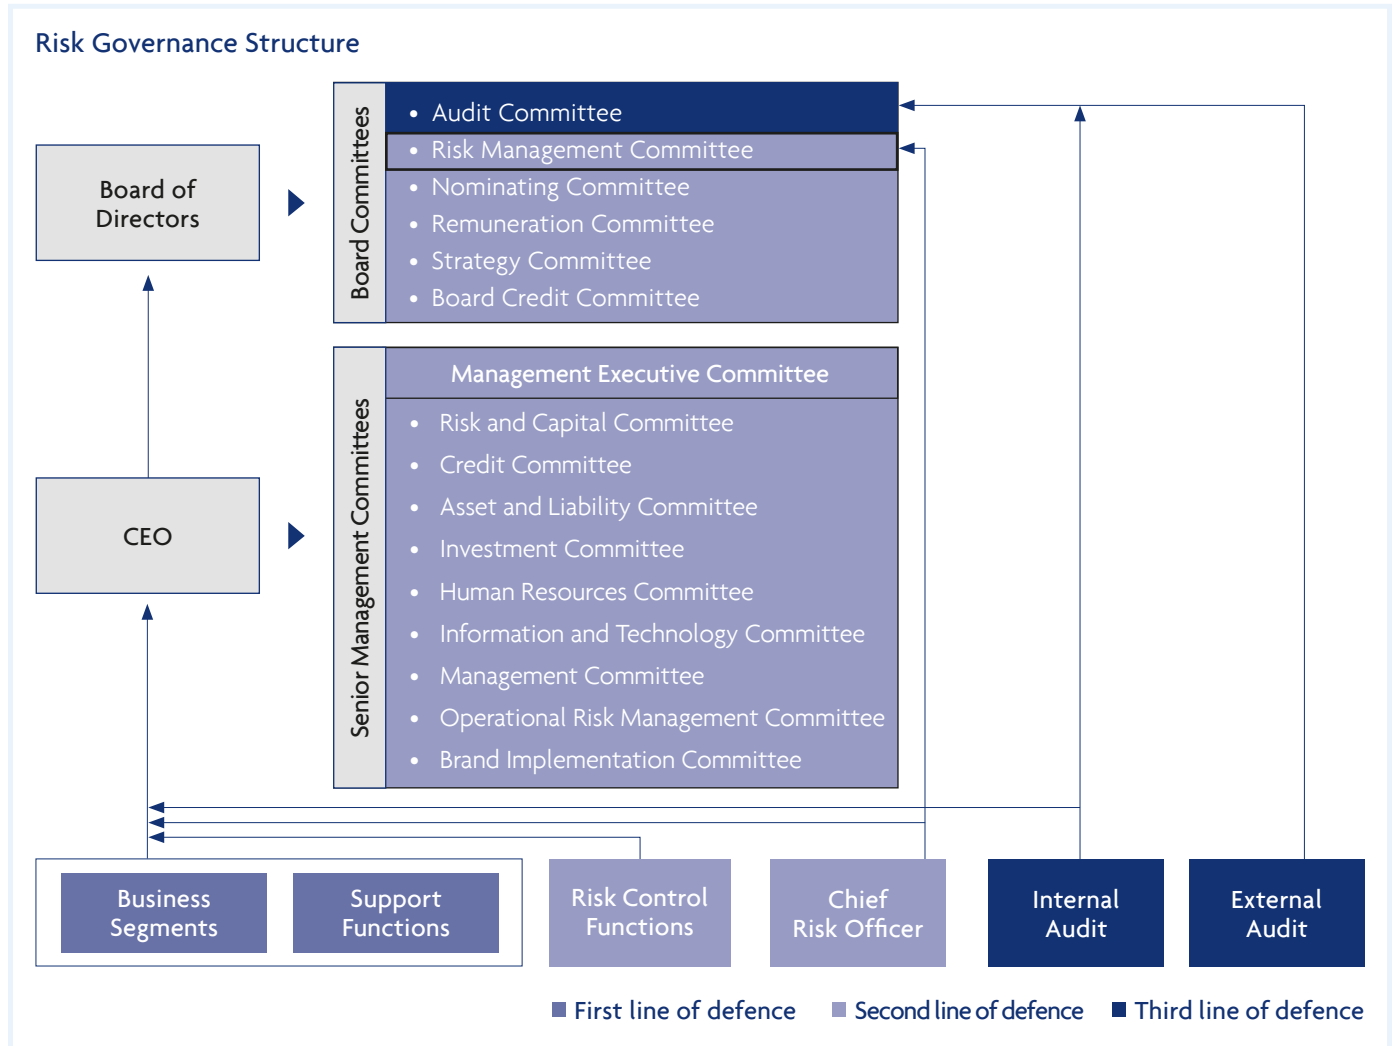 Risk Governance Structure
Board of
Directors
Board Committees
• Audit Committee
• Risk Management Committee
• Nominating Committee
• Remuneration Committee
• Strategy Committee
• Board Credit Committee
CEO
Senior Management Committees
Management Executive Committee
• Risk and Capital Committee
• Credit Committee
• Asset and Liability Committee
• Investment Committee
• Human Resources Committee
• Information and Technology Committee
• Management Committee
• Operational Risk Management Committee
• Brand Implementation Committee
Business
Segments
Support
Functions
Risk Control
Functions
Chief
Risk Officer
Internal
Audit
External
Audit
First line of defence
Second line of defence
Third line of defence